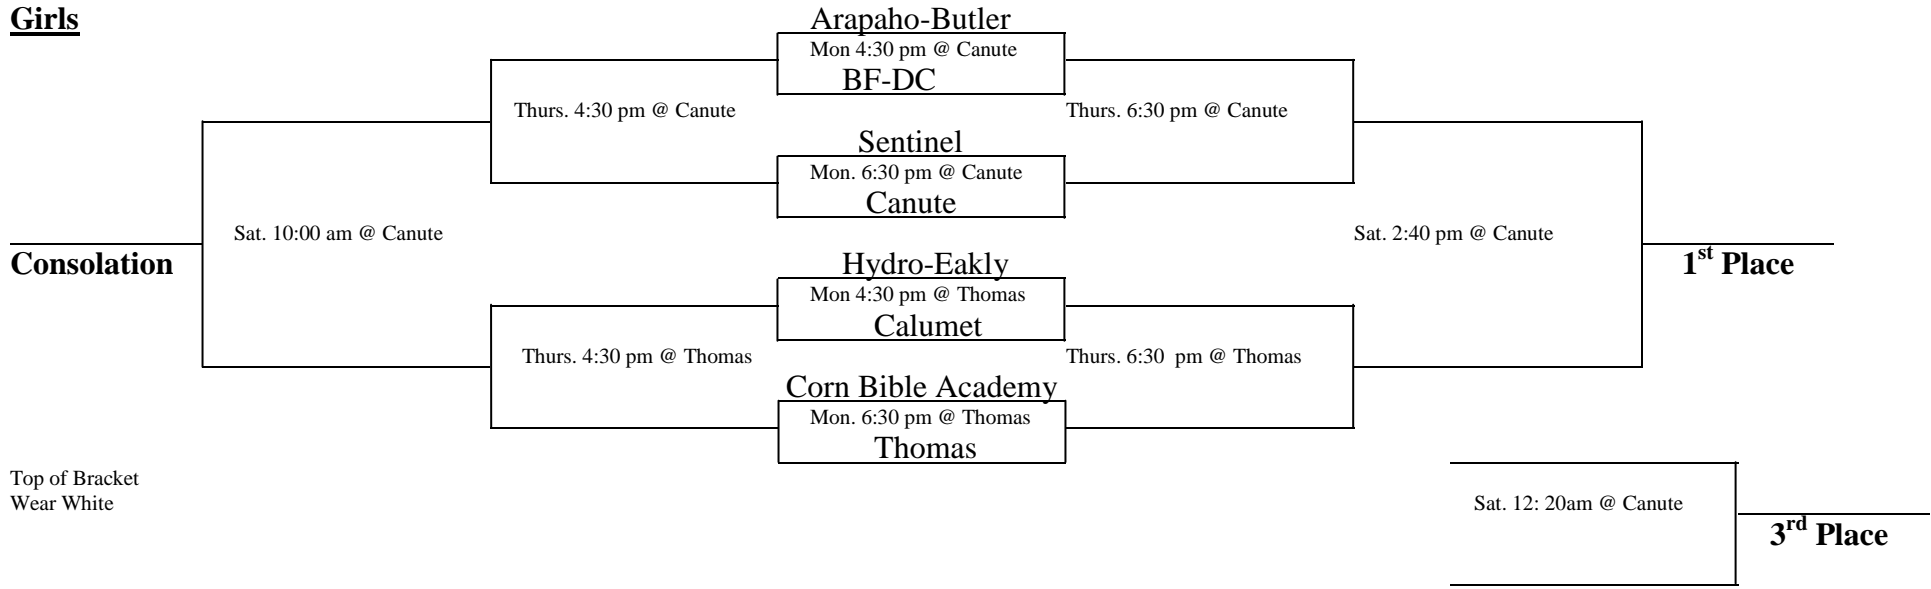 Girls
Arapaho-Butler
Mon 4:30 pm @ Canute
BF-DC
Thurs. 4:30 pm @ Canute
Thurs. 6:30 pm @ Canute
Sentinel
Mon. 6:30 pm @ Canute
Canute
Sat. 10:00 am @ Canute
Sat. 2:40 pm @ Canute
Consolation
1st Place
Hydro-Eakly
Mon 4:30 pm @ Thomas
Calumet
Thurs. 4:30 pm @ Thomas
Thurs. 6:30  pm @ Thomas
Corn Bible Academy
Mon. 6:30 pm @ Thomas
Thomas
Top of Bracket
Wear White
Sat. 12: 20am @ Canute
3rd Place